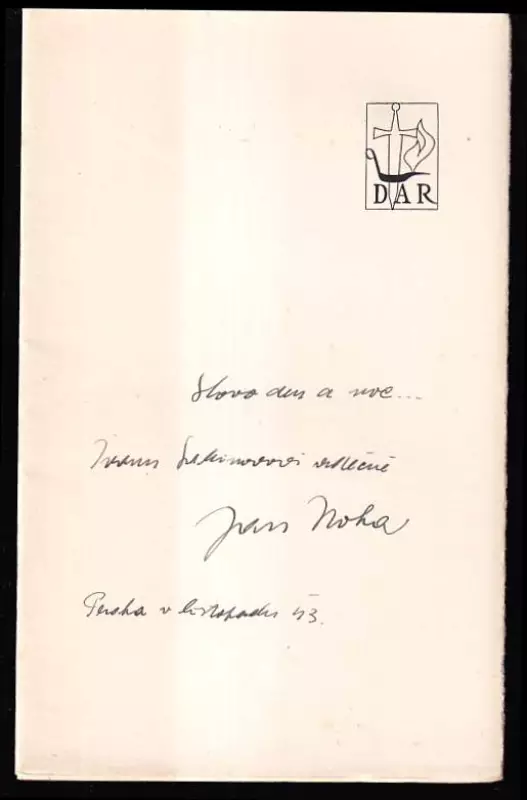 DAR
Slovo dne a noc...
Ivanu srdečně
Jan Noha
Praha v listopadu 43.